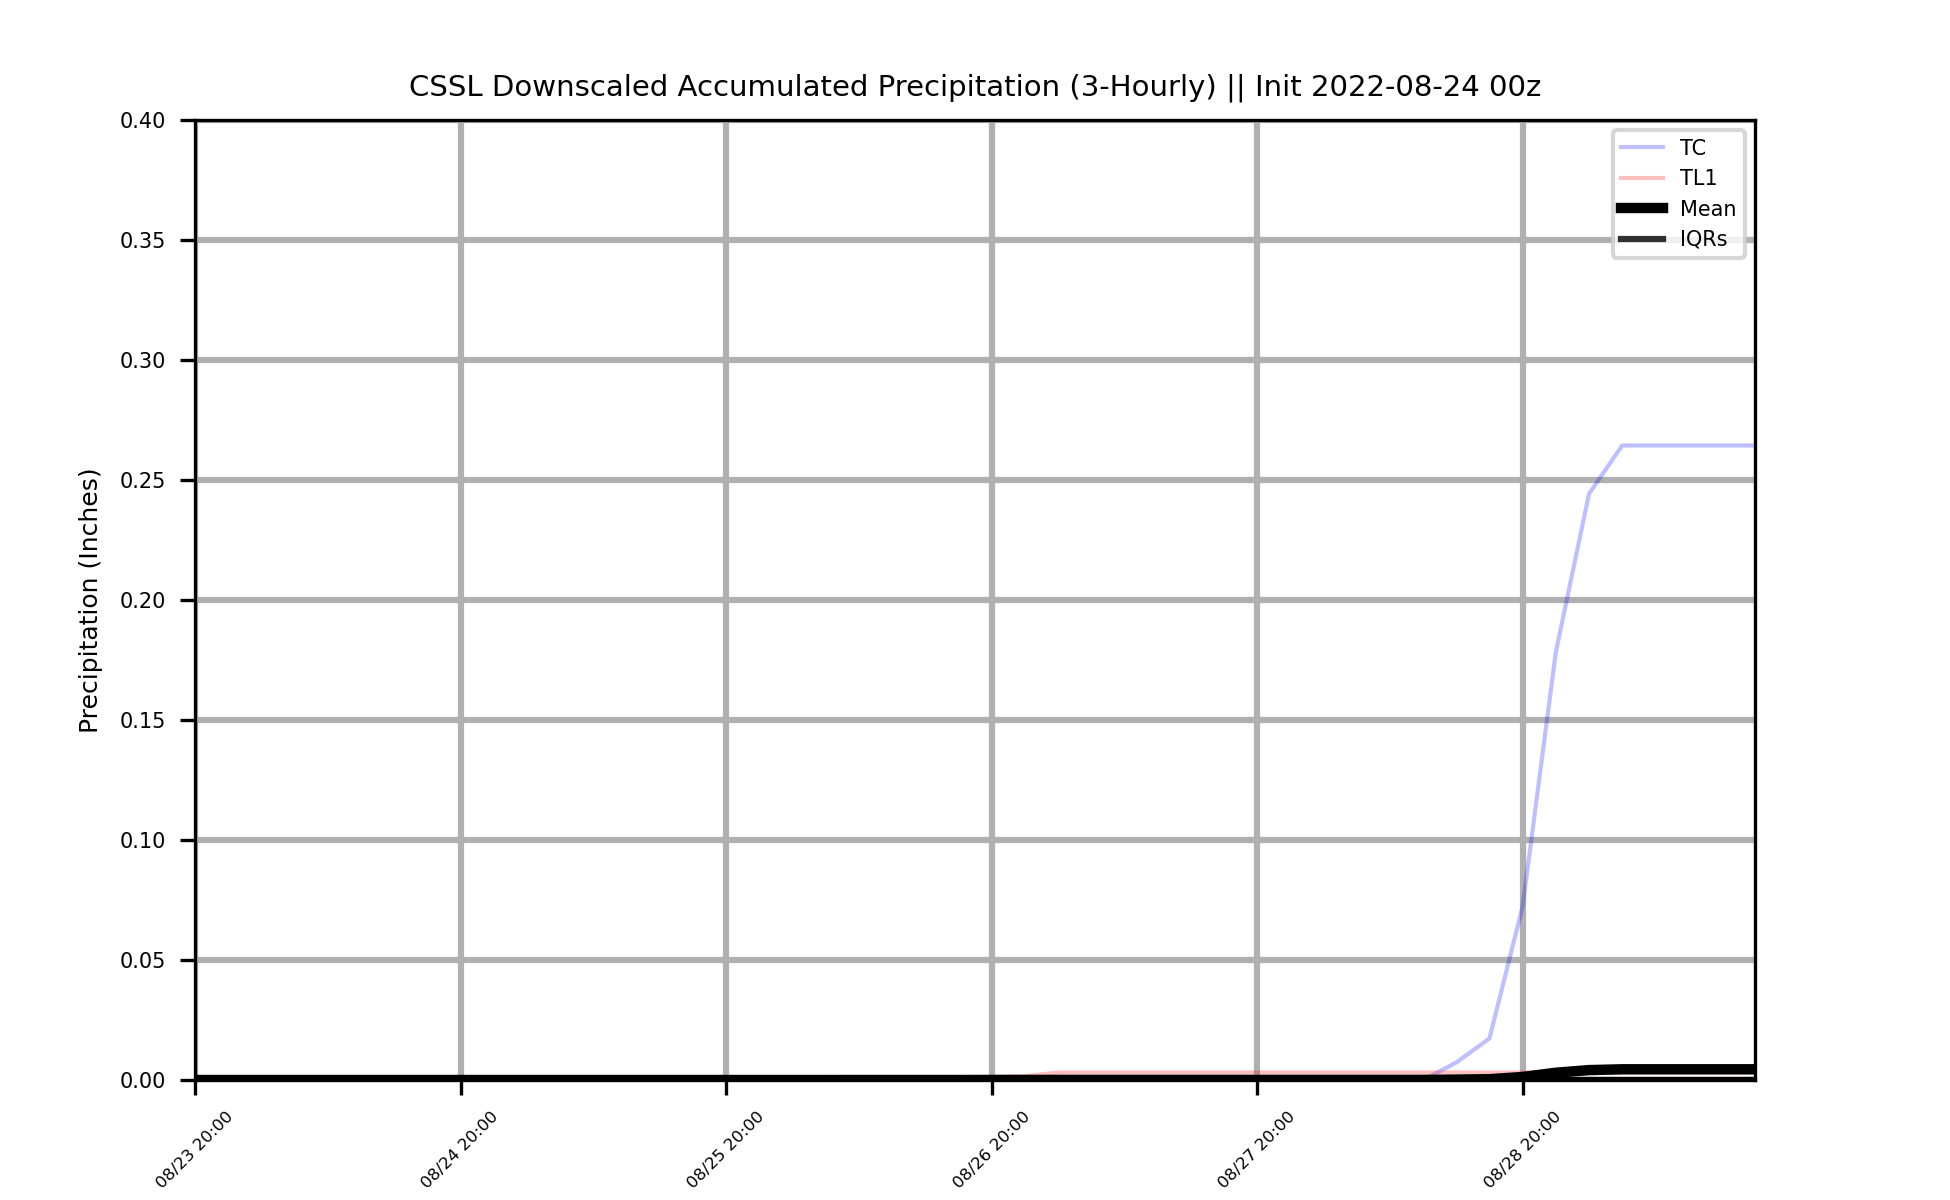 CSSL Downscaled Accumulated Precipitation (3-Hourly) || Init 2022-08-24 00z
TC
TL1
Mean
IQRs
Precipitation (Inches)
0.40
0.35
0.30
0.25
0.20
0.15
0.10
0.05
0.00
08/23 20:00
08/24 20:00
08/25 20:00
08/26 20:00
08/27 20:00
08/28 20:00